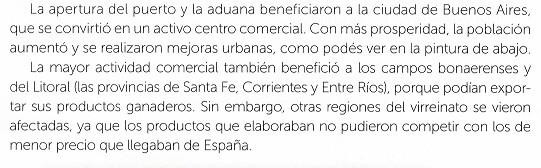 La apertura del puerto y la aduana beneficiaron a la ciudad de Buenos Aires,
que se convirtió en un activo centro comercial. Con más prosperidad, la población
aumentó y se realizaron mejoras urbanas, como podés ver en la pintura de abajo.
La mayor actividad comercial también benefició a los campos bonaerenses y
del Litoral (las provincias de Santa Fe, Corrientes y Entre Ríos), porque podían expor-
tar sus productos ganaderos. Sin embargo, otras regiones del virreinato se vieron
afectadas, ya que los productos que elaboraban no pudieron competir con los de
menor precio que llegaban de España.